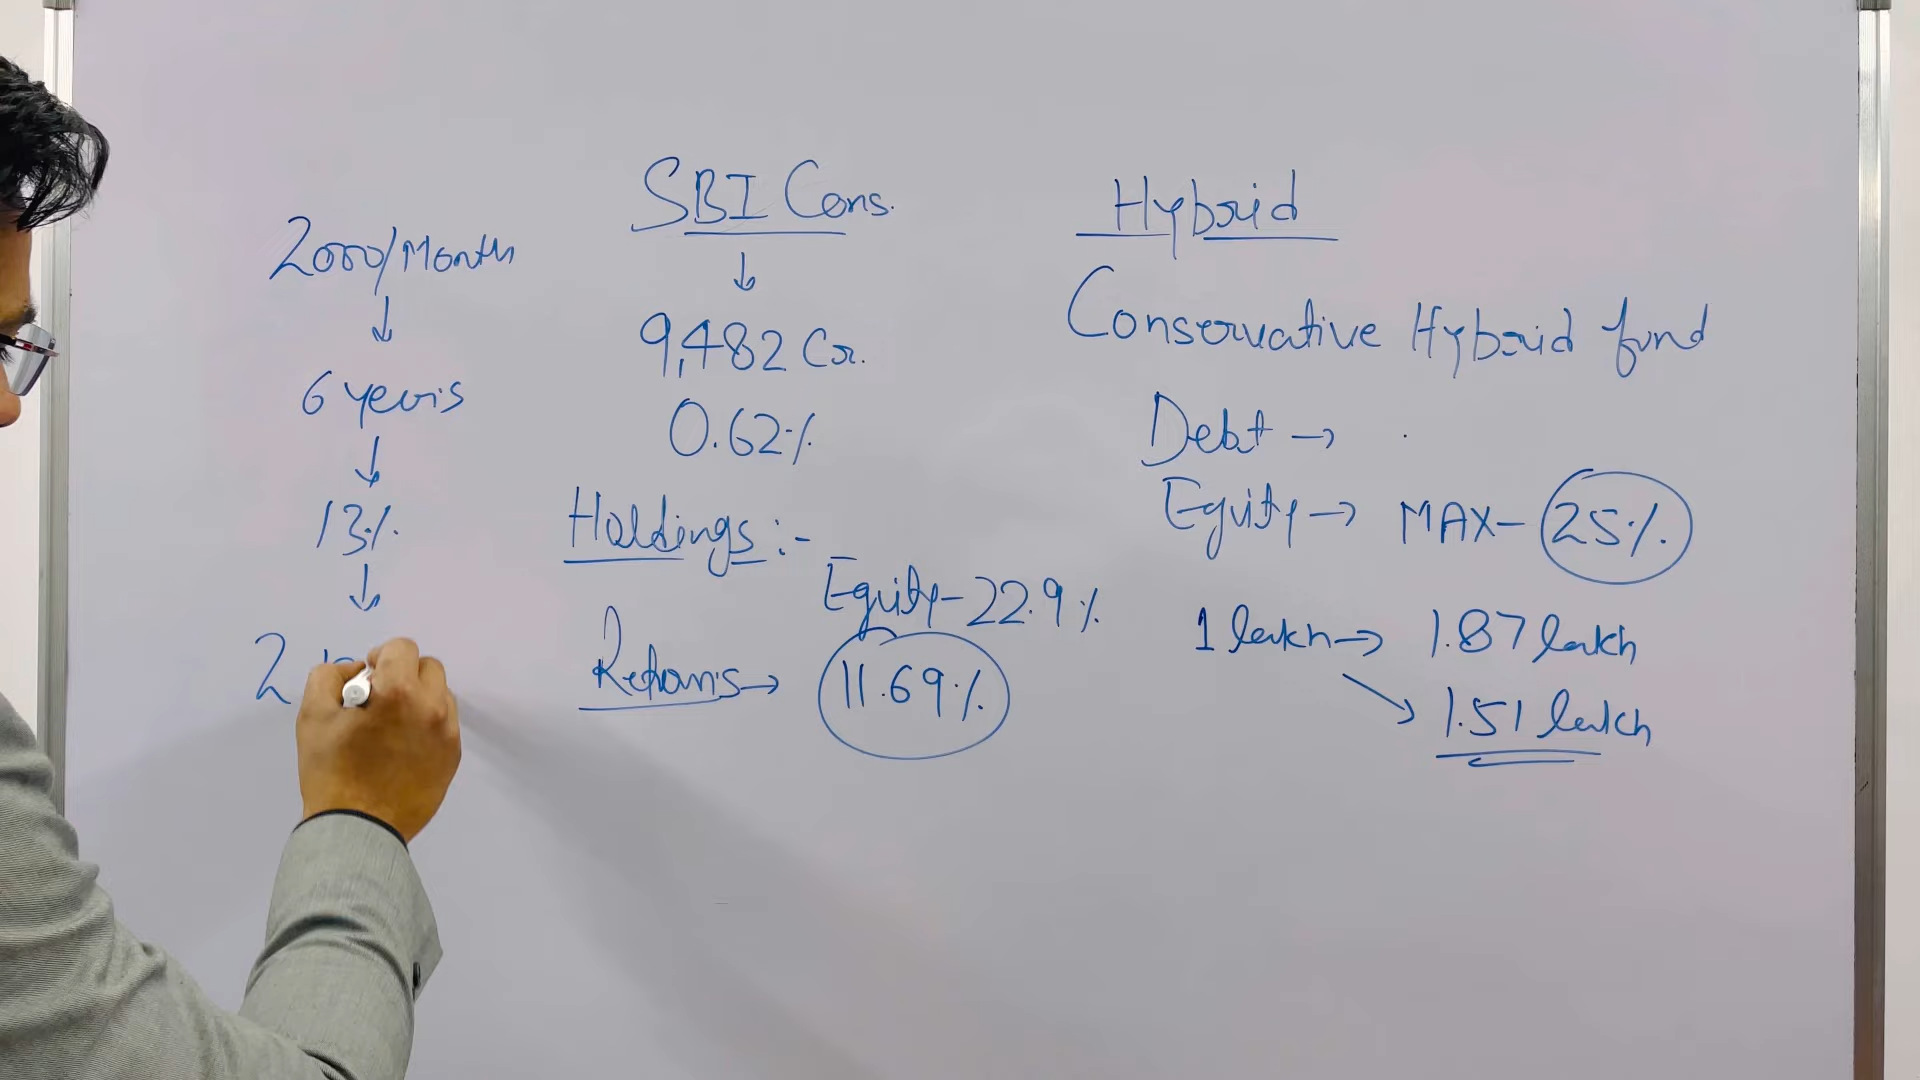 2000/Month
↓
6 years
↓
13%
↓
2
SBI Cons.
↓
9,482 Cr.
0.62%
Holdings :-
Equity - 22.9%
Returns → 11.69%
Hybrid
Conservative Hybrid fund
Debt →
Equity → MAX - 25%
1 lakh → 1.87 lakh
↘ 1.51 lakh